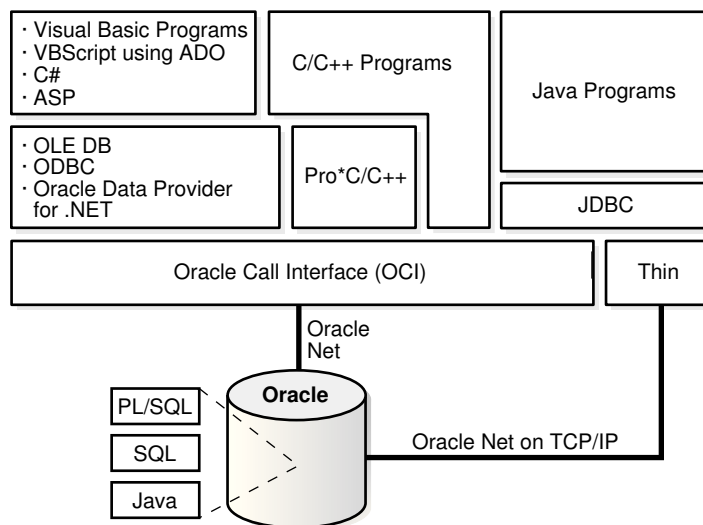 · Visual Basic Programs
· VBScript using ADO
· C#
· ASP
C/C++ Programs
Java Programs
· OLE DB
· ODBC
· Oracle Data Provider
for .NET
Pro*C/C++
JDBC
Oracle Call Interface (OCI)
Thin
Oracle
Net
Oracle
PL/SQL
SQL
Java
Oracle Net on TCP/IP